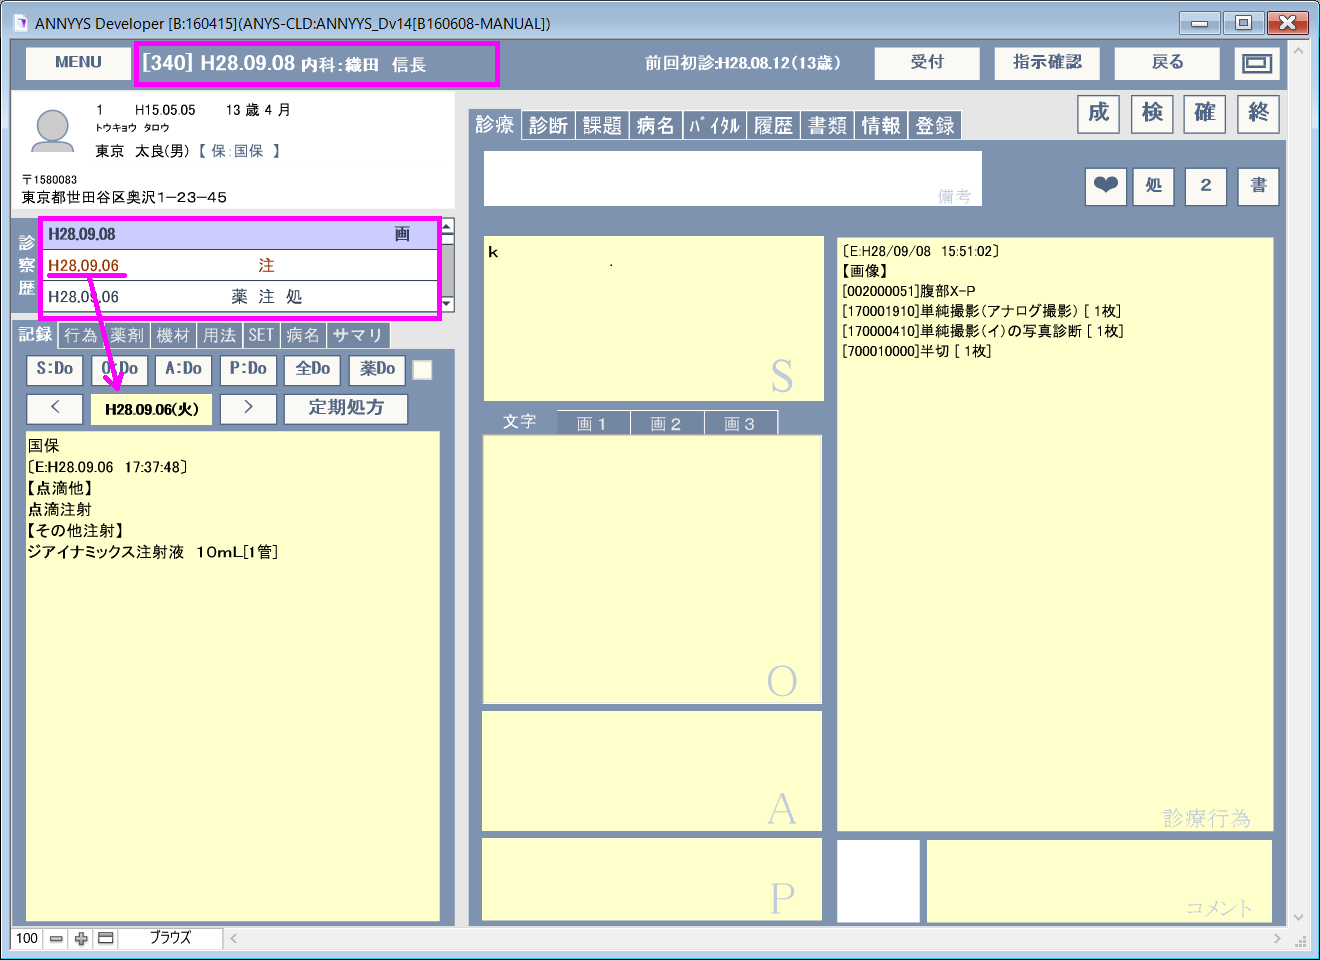 ANNYYS Developer [B:160415](ANYS-CLD:ANNYYS_Dv14[B160608-MANUAL])
MENU
[340] H28.09.08 内科:織田　信長
前回初診:H28.08.12(13歳)
受付
指示確認
戻る
1 H15.05.05 13 歳 4 月
トウキョウ タロウ
東京 太良(男)【 保:国保 】
〒1580083
東京都世田谷区奥沢1-23-45
成
検
確
終
診療
診断
課題
病名
バイタル
履歴
書類
情報
登録
備考
処
2
書
診察歴
H28.09.08 画
H28.09.06 注
H28.09.06 薬 注 処
記録
行為
薬剤
機材
用法
SET
病名
サマリ
S:Do
O:Do
A:Do
P:Do
全Do
薬Do
<
H28.09.06(火)
>
定期処方
国保
〔E:H28.09.06 17:37:48〕
【点滴他】
点滴注射
【その他注射】
ジアイナミックス注射液 10mL[1管]
k
.
S
文字
画1
画2
画3
O
A
P
〔E:H28/09/08 15:51:02〕
【画像】
[002000051]腹部X-P
[170001910]単純撮影(アナログ撮影) [ 1枚]
[170000410]単純撮影(イ)の写真診断 [ 1枚]
[700010000]半切 [ 1枚]
診療行為
コメント
100
ブラウズ